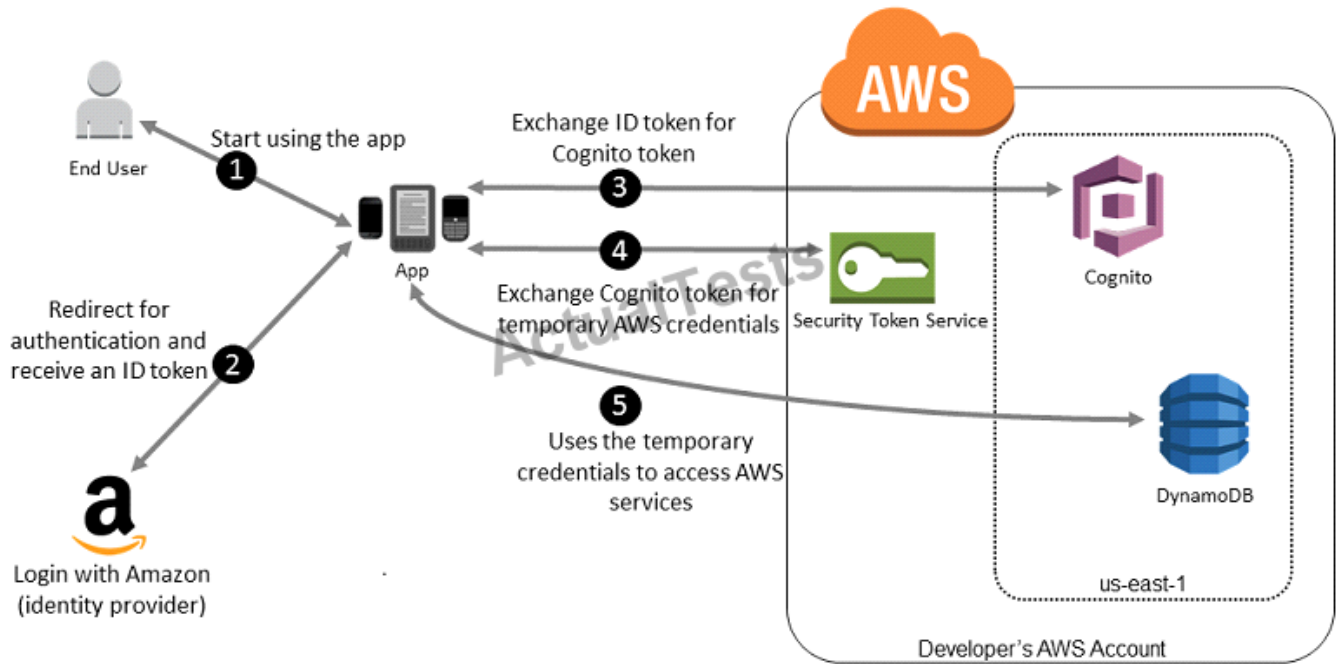 AWS
End User
Start using the app
1
Exchange ID token for
Cognito token
3
App
4
Exchange Cognito token for
temporary AWS credentials
Security Token Service
Cognito
ActualTests
Redirect for
authentication and
receive an ID token
2
5
Uses the temporary
credentials to access AWS
services
DynamoDB
a
Login with Amazon
(identity provider)
us-east-1
Developer's AWS Account